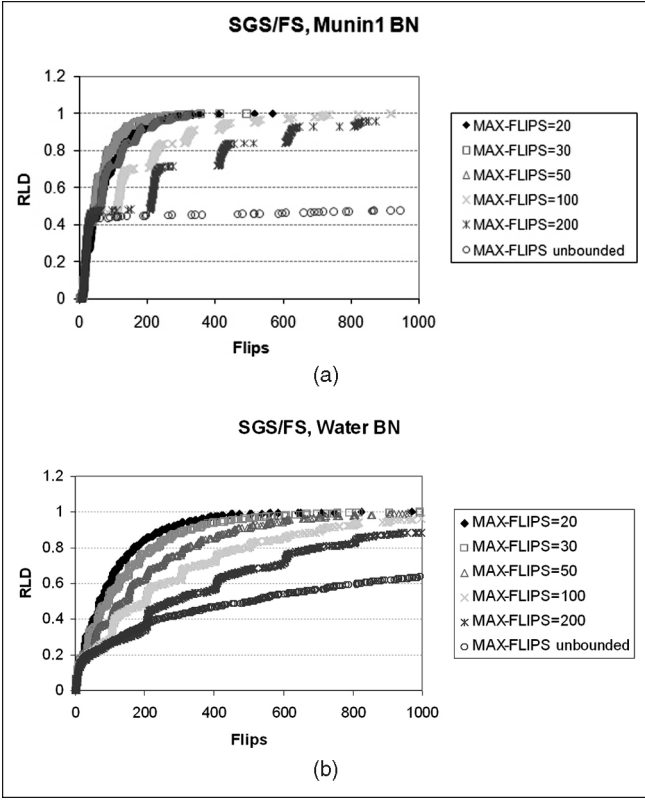 SGS/FS, Munin1 BN
1.2
1
0.8
0.6
0.4
0.2
0
RLD
0 200 400 600 800 1000
Flips
MAX-FLIPS=20
MAX-FLIPS=30
MAX-FLIPS=50
MAX-FLIPS=100
MAX-FLIPS=200
MAX-FLIPS unbounded
(a)
SGS/FS, Water BN
1.2
1
0.8
0.6
0.4
0.2
0
RLD
0 200 400 600 800 1000
Flips
MAX-FLIPS=20
MAX-FLIPS=30
MAX-FLIPS=50
MAX-FLIPS=100
MAX-FLIPS=200
MAX-FLIPS unbounded
(b)